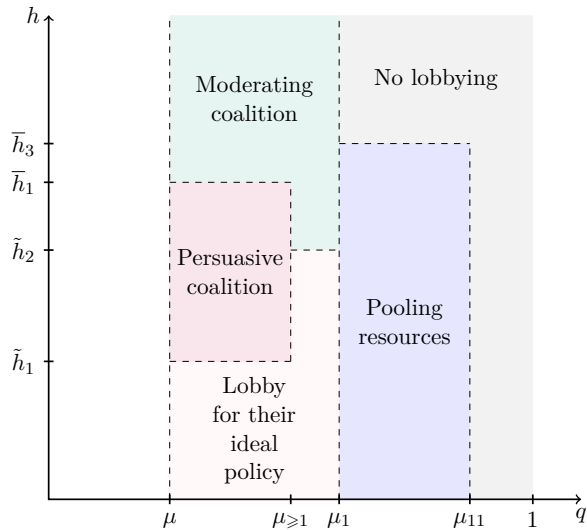 h
Moderating
coalition
No lobbying
h̅₃
h̅₁
h̃₂
Persuasive
coalition
Pooling
resources
h̃₁
Lobby
for their
ideal
policy
μ
μ⩾₁
μ₁
μ₁₁
1
q